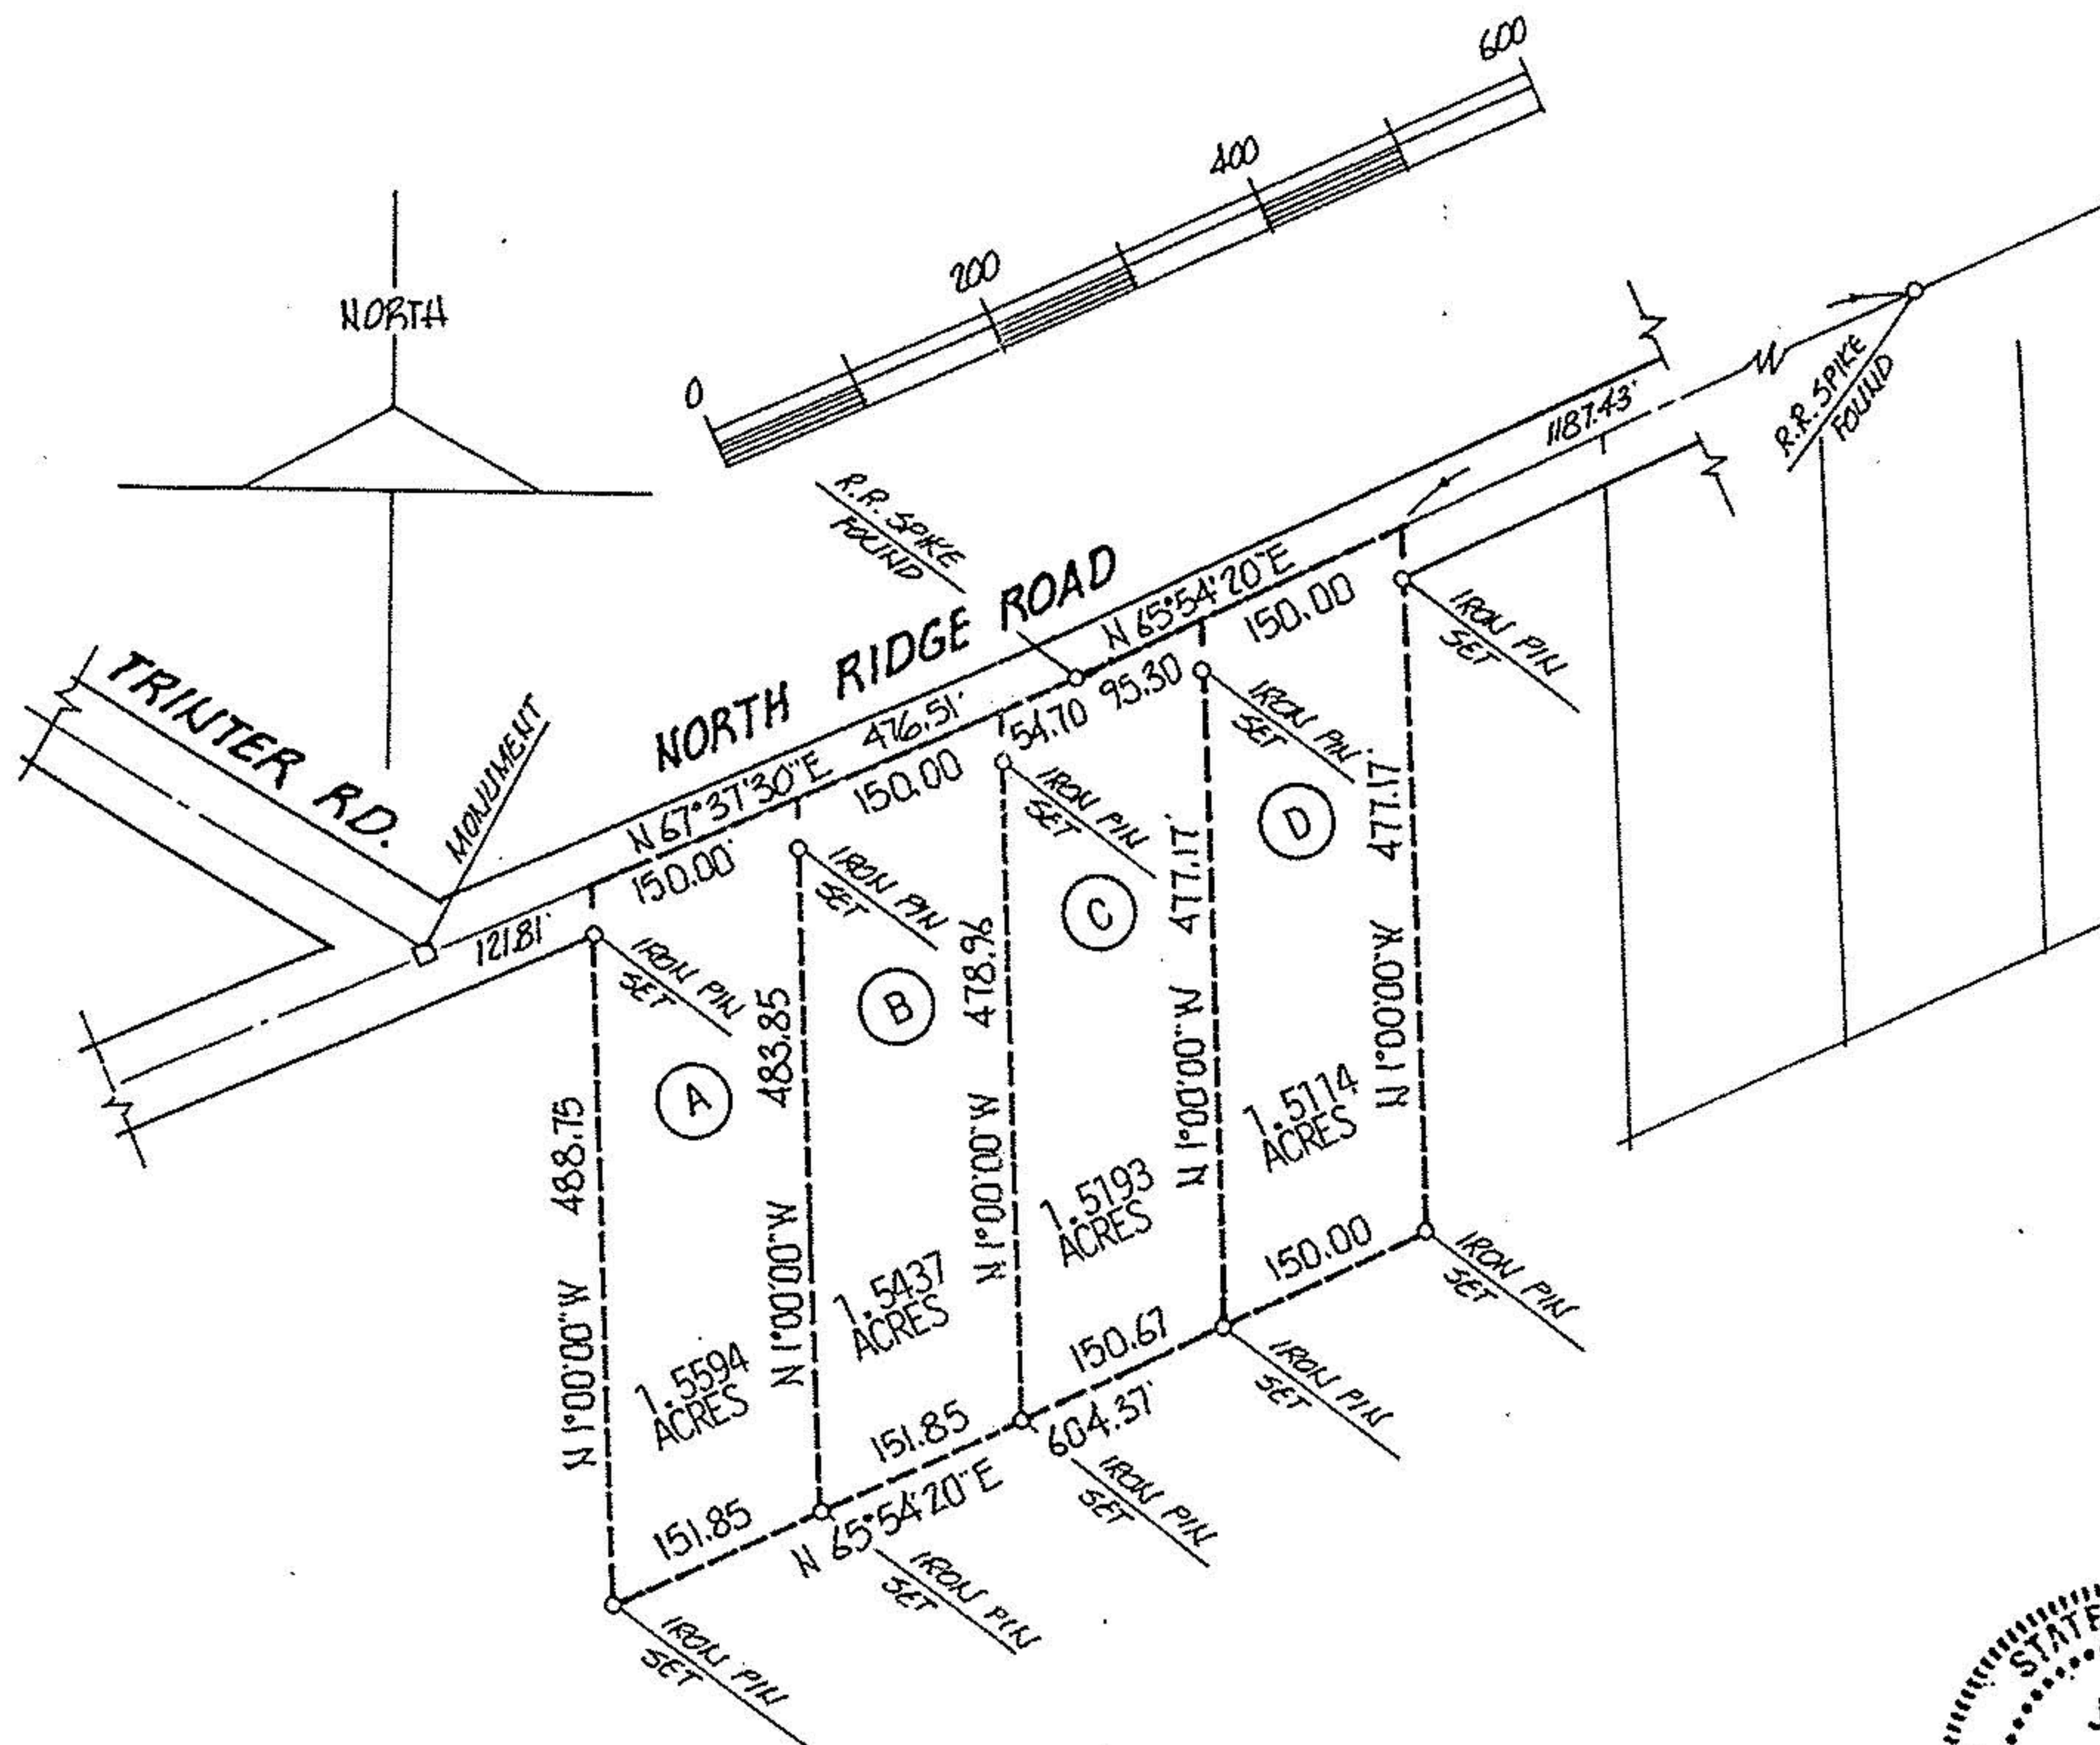 600
400
200
0
NORTH
R.R. SPIKE
FOUND
1187.43'
R.R. SPIKE
FOUND
TRINTER RD.
MONUMENT
NORTH RIDGE ROAD
N 67°37'30"E
476.51'
N 65°54'20"E
121.81'
150.00'
150.00
54.70
95.30
150.00
IRON PIN
SET
IRON PIN
SET
IRON PIN
SET
IRON PIN
SET
IRON PIN
SET
A
B
C
D
488.75
N 1°00'00"W
483.85
N 1°00'00"W
478.96
N 1°00'00"W
477.17'
N 1°00'00"W
477.17'
N 1°00'00"W
1.5594
ACRES
1.5437
ACRES
1.5193
ACRES
1.5114
ACRES
151.85
151.85
150.67
150.00
N 65°54'20"E
604.37'
IRON PIN
SET
IRON PIN
SET
IRON PIN
SET
IRON PIN
SET
IRON PIN
SET
STATE